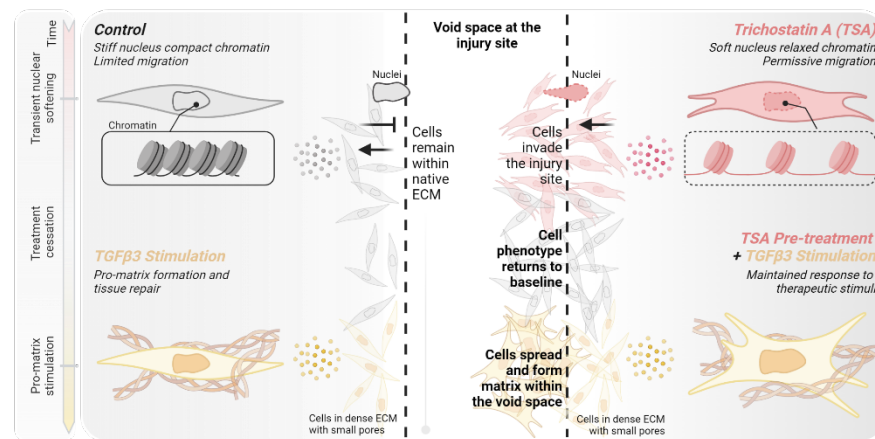 Time
Transient nuclear
softening
Treatment
cessation
Pro-matrix
stimulation
Control
Stiff nucleus compact chromatin
Limited migration
Chromatin
TGFβ3 Stimulation
Pro-matrix formation and
tissue repair
Nuclei
Cells
remain
within
native
ECM
Cells in dense ECM
with small pores
Void space at the
injury site
Cells
invade
the injury
site
Cell
phenotype
returns to
baseline
Cells spread
and form
matrix within
the void space
Trichostatin A (TSA)
Soft nucleus relaxed chromatin
Permissive migration
Nuclei
TSA Pre-treatment
+ TGFβ3 Stimulation
Maintained response to
therapeutic stimuli
Cells in dense ECM
with small pores